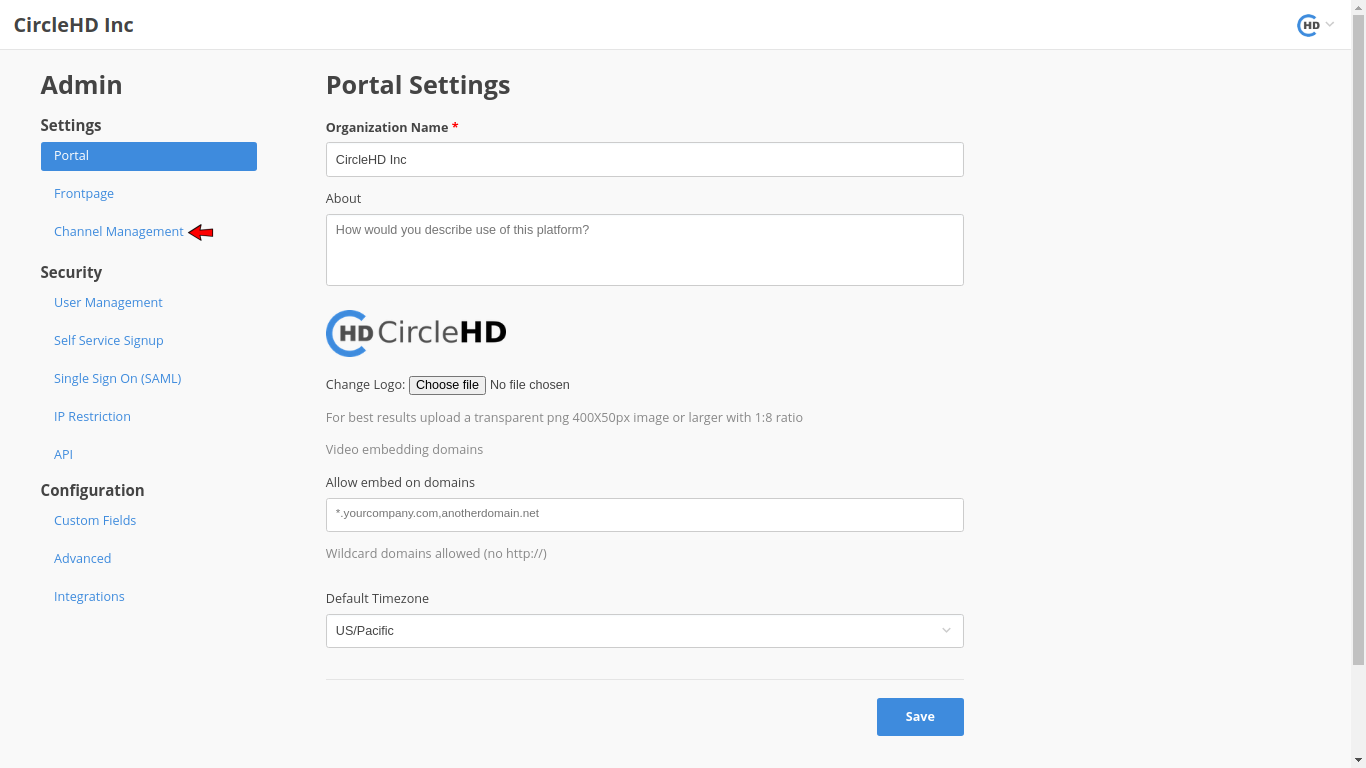 CircleHD Inc
HD
Admin
Settings
Portal
Frontpage
Channel Management
Security
User Management
Self Service Signup
Single Sign On (SAML)
IP Restriction
API
Configuration
Custom Fields
Advanced
Integrations
Portal Settings
Organization Name *
CircleHD Inc
About
How would you describe use of this platform?
HD CircleHD
Change Logo: Choose file No file chosen
For best results upload a transparent png 400X50px image or larger with 1:8 ratio
Video embedding domains
Allow embed on domains
*.yourcompany.com,anotherdomain.net
Wildcard domains allowed (no http://)
Default Timezone
US/Pacific
Save